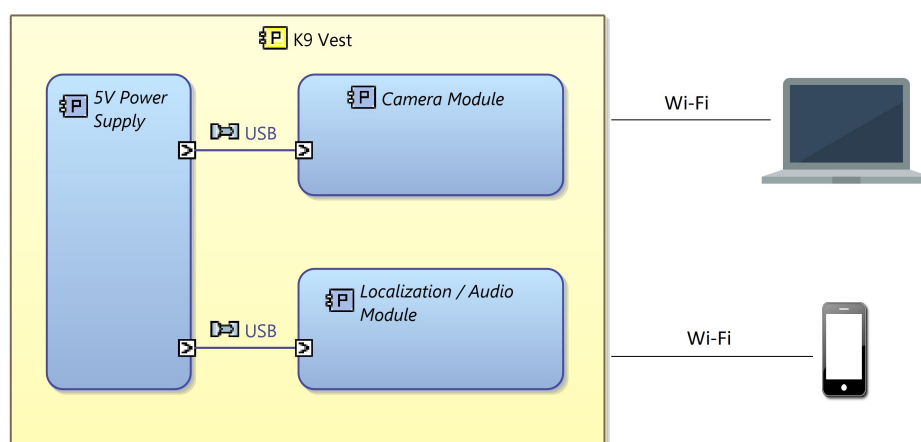 K9 Vest
5V Power
Supply
USB
Camera Module
Wi-Fi
USB
Localization / Audio
Module
Wi-Fi